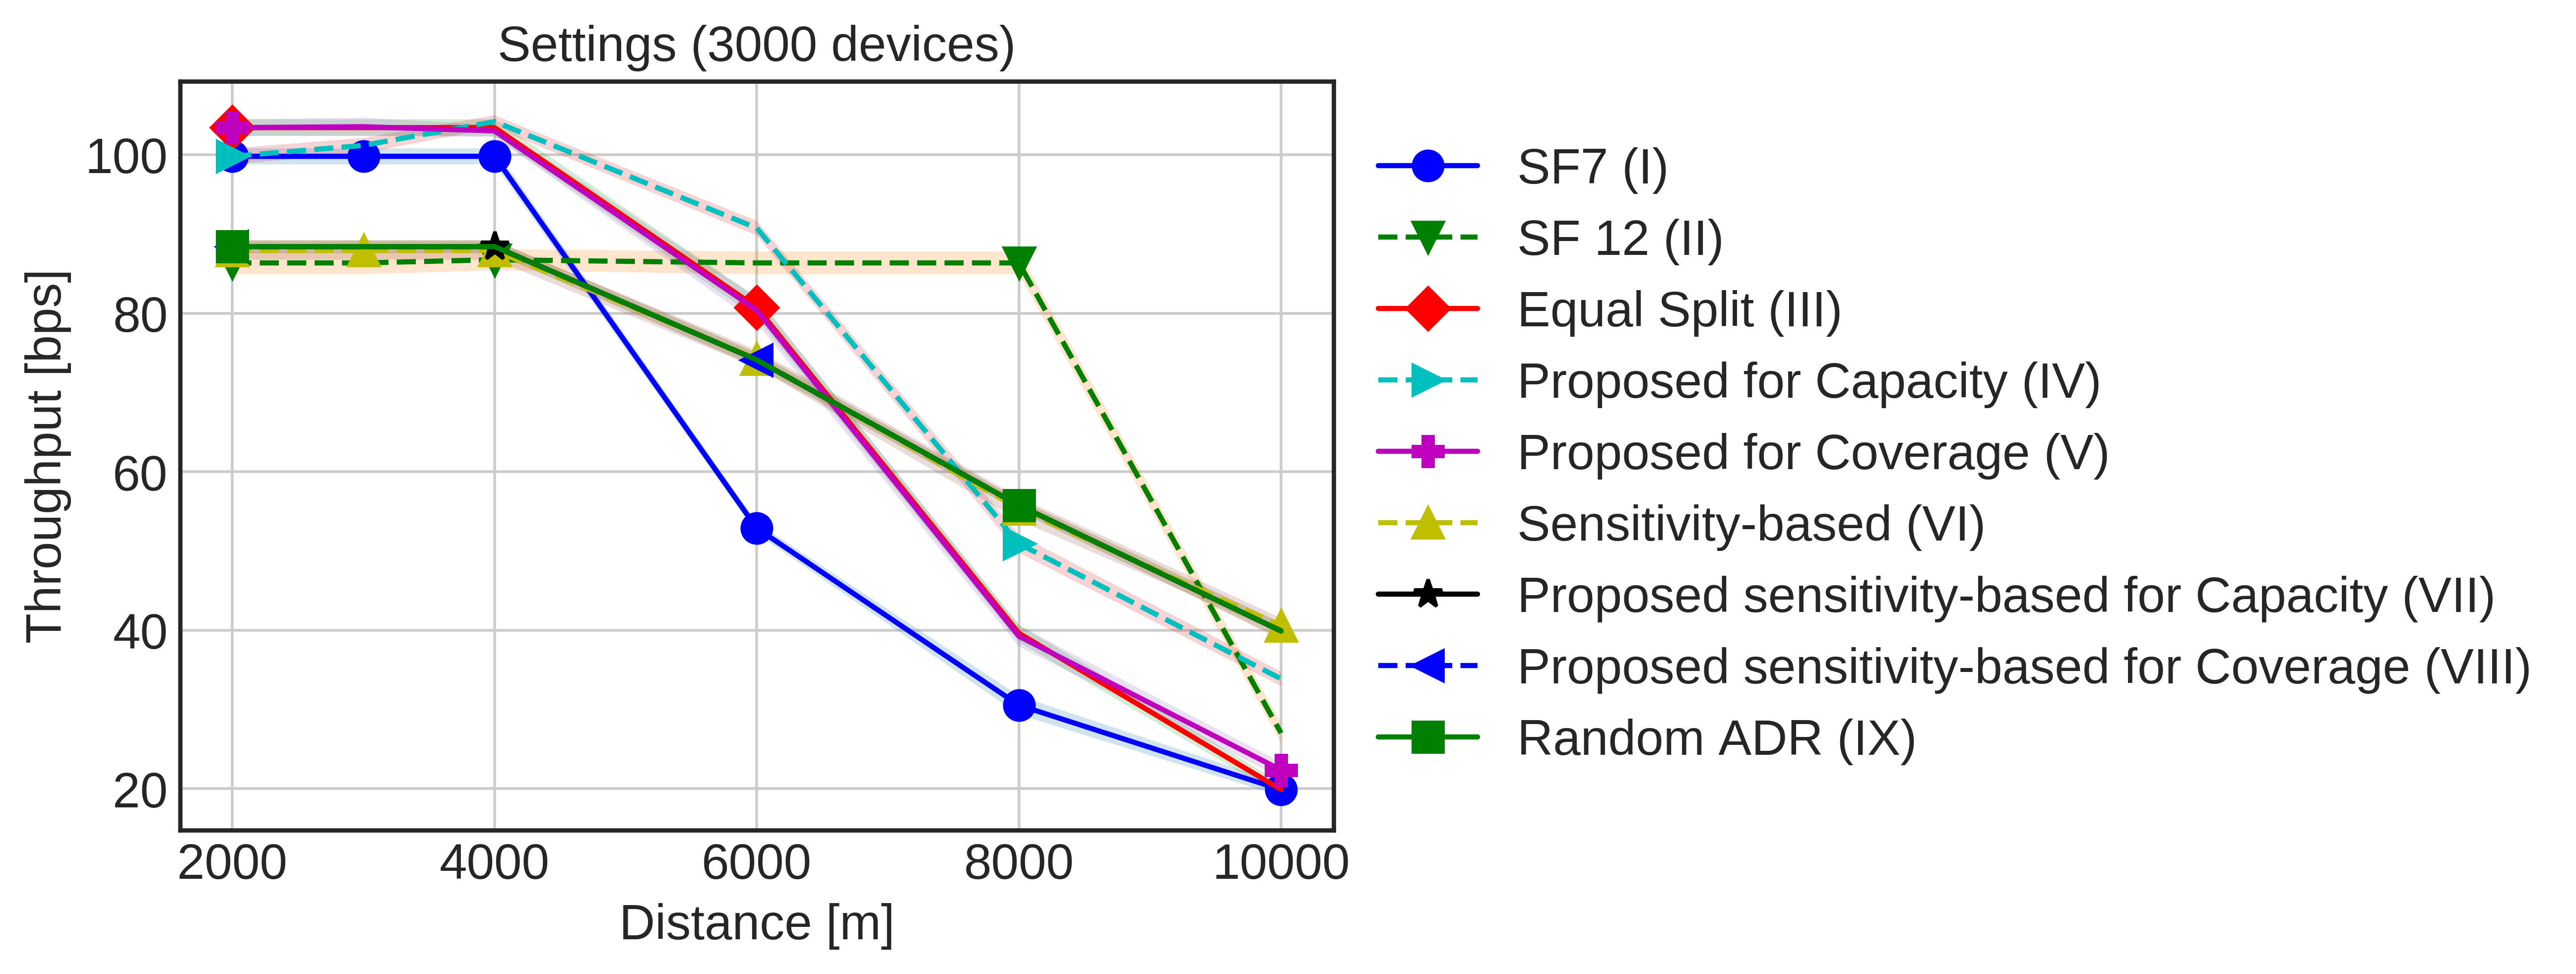 Settings (3000 devices)
Throughput [bps]
100
80
60
40
20
2000 4000 6000 8000 10000
Distance [m]
SF7 (I)
SF 12 (II)
Equal Split (III)
Proposed for Capacity (IV)
Proposed for Coverage (V)
Sensitivity-based (VI)
Proposed sensitivity-based for Capacity (VII)
Proposed sensitivity-based for Coverage (VIII)
Random ADR (IX)